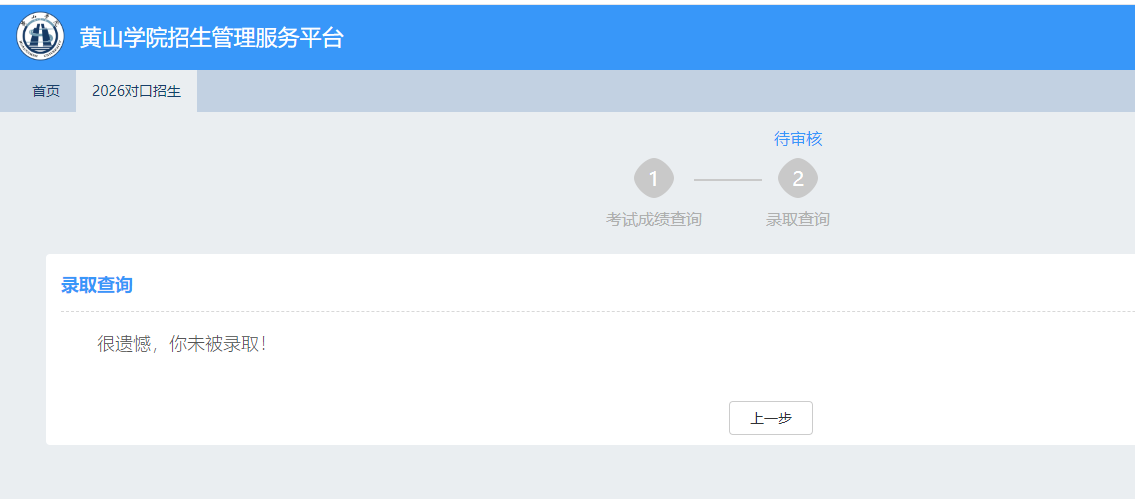 黄山学院招生管理服务平台
首页
2026对口招生
待审核
1
2
考试成绩查询
录取查询
录取查询
很遗憾，你未被录取！
上一步